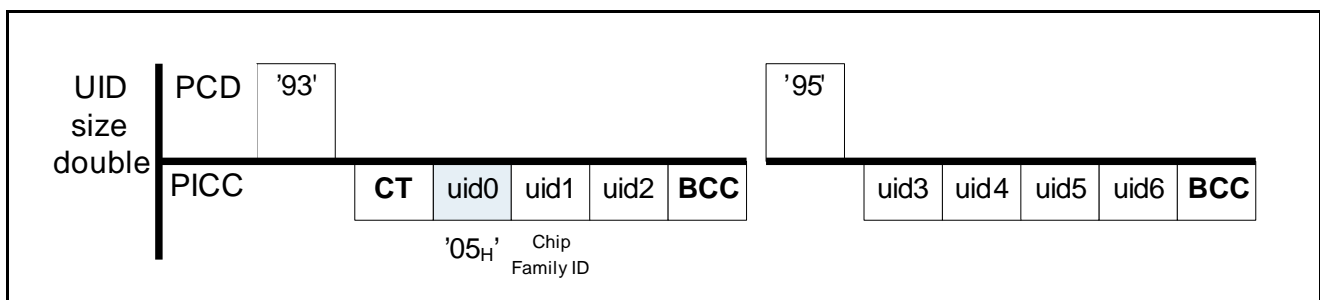 UID
size
double
PCD '93' '95'
PICC CT uid0 uid1 uid2 BCC uid3 uid4 uid5 uid6 BCC
'05H' Chip
Family ID